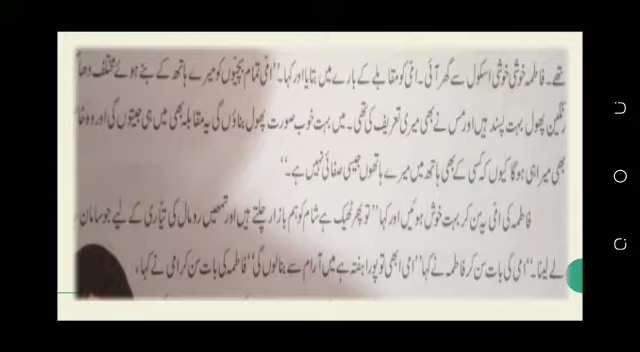 تھے۔ فاطمہ خوشی خوشی اسکول سے گھر آئی۔ امی کو مقابلے کے بارے میں بتایا اور کہا۔ "امی تمام بچیوں کو میرے ہاتھ کے بنے ہوئے مختلف
رنگین پھول بہت پسند ہیں اور مس نے بھی میری تعریف کی تھی۔ میں بہت خوب صورت پھول بناؤں گی یہ مقابلہ بھی میں ہی جیتوں گی اور وہ
بھی میرا ہی ہوگا کیوں کہ کسی کے بھی ہاتھ میں میرے ہاتھوں جیسی صفائی نہیں ہے۔"
فاطمہ کی امی یہ سن کر بہت خوش ہوئیں اور کہا "تو پھر ٹھیک ہے شام کو ہم بازار چلتے ہیں اور تمھیں رومال کی تیاری کے لیے جو سامان
لے لینا۔" امی کی بات سن کر فاطمہ نے کہا "امی ابھی تو پورا ہفتہ ہے میں آرام سے بنا لوں گی" فاطمہ کی بات سن کر امی نے کہا،